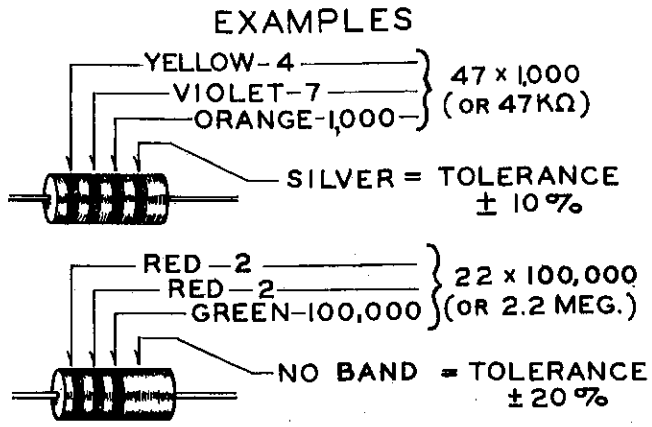 EXAMPLES
YELLOW-4
VIOLET-7
ORANGE-1,000
47 × 1,000
(OR 47KΩ)
SILVER = TOLERANCE
± 10%
RED-2
RED-2
GREEN-100,000
22 × 100,000
(OR 2.2 MEG.)
NO BAND = TOLERANCE
± 20%